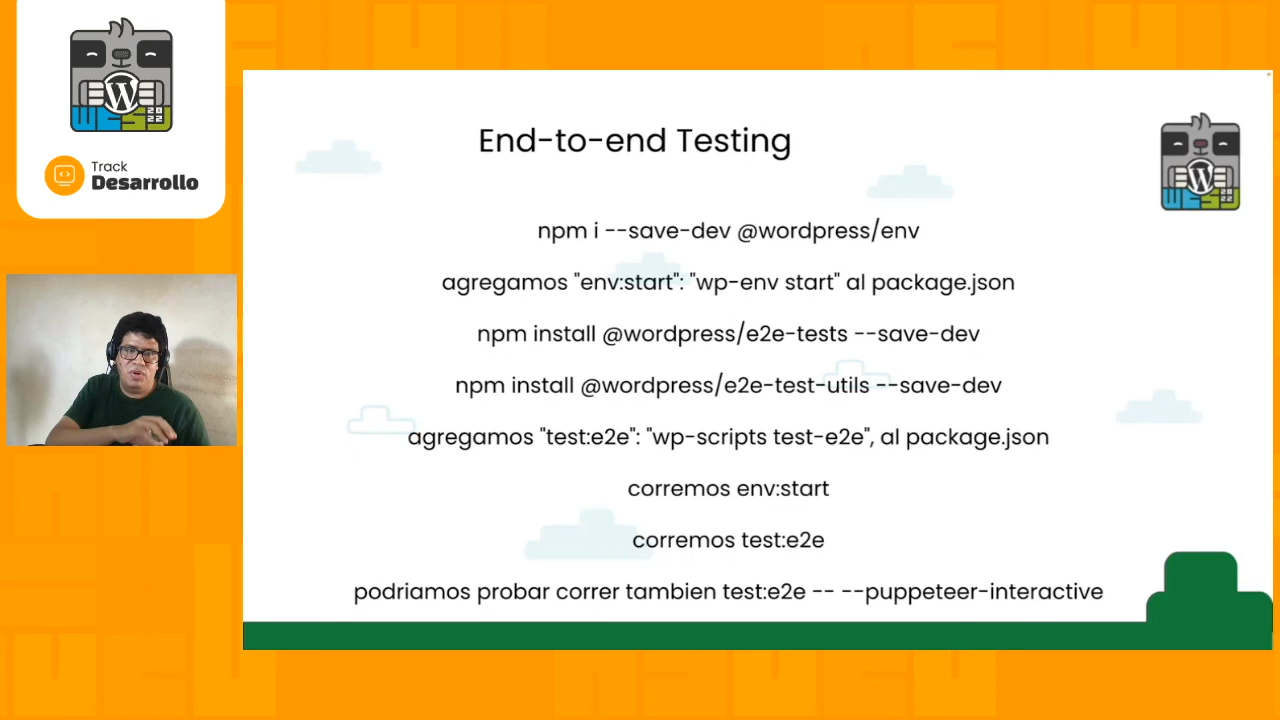 WESJ
2022
Track
Desarrollo
End-to-end Testing
npm i --save-dev @wordpress/env
agregamos "env:start": "wp-env start" al package.json
npm install @wordpress/e2e-tests --save-dev
npm install @wordpress/e2e-test-utils --save-dev
agregamos "test:e2e": "wp-scripts test-e2e", al package.json
corremos env:start
corremos test:e2e
podriamos probar correr tambien test:e2e -- --puppeteer-interactive